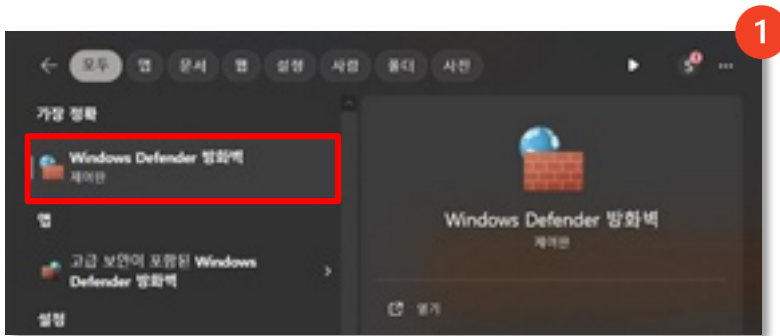 1
모두 앱 문서 웹 설정 사람 폴더 사진
S
가장 정확
Windows Defender 방화벽
제어판
앱
고급 보안이 포함된 Windows
Defender 방화벽
설정
Windows Defender 방화벽
제어판
열기